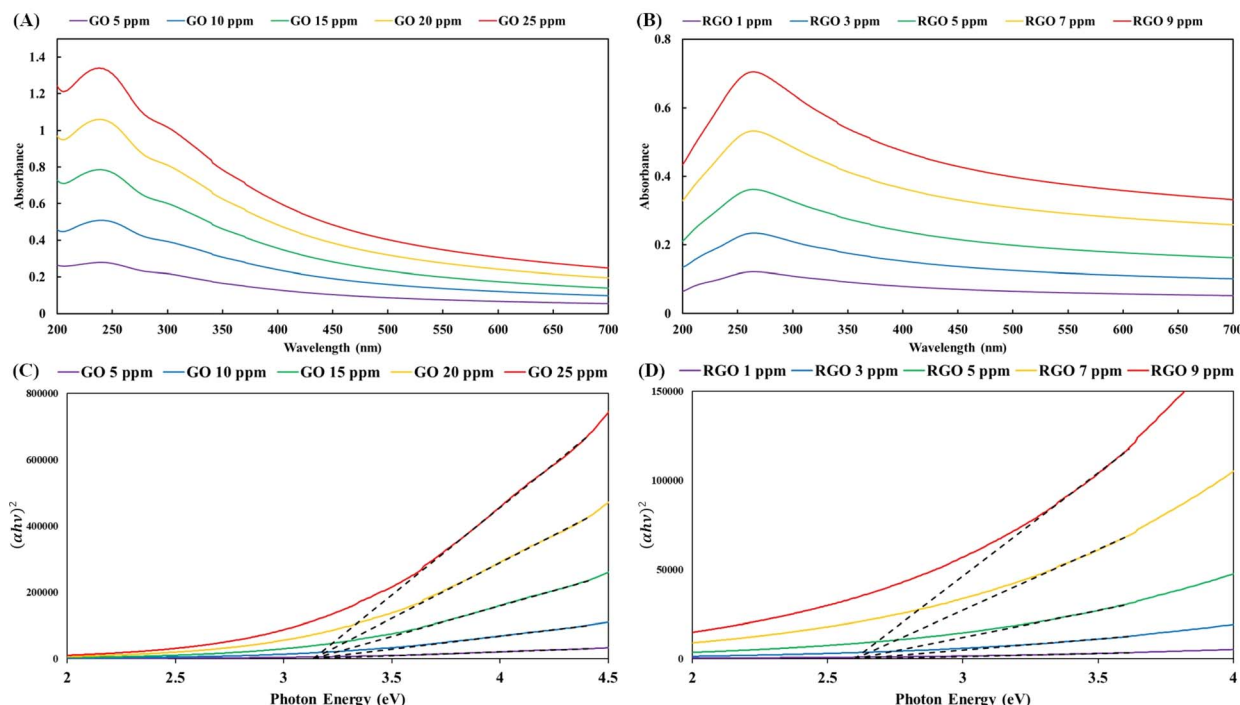 (A) GO 5 ppm GO 10 ppm GO 15 ppm GO 20 ppm GO 25 ppm
1.4
1.2
1
0.8
0.6
0.4
0.2
0
Absorbance
200 250 300 350 400 450 500 550 600 650 700
Wavelength (nm)
(B) RGO 1 ppm RGO 3 ppm RGO 5 ppm RGO 7 ppm RGO 9 ppm
0.8
0.6
0.4
0.2
0
Absorbance
200 250 300 350 400 450 500 550 600 650 700
Wavelength (nm)
(C) GO 5 ppm GO 10 ppm GO 15 ppm GO 20 ppm GO 25 ppm
800000
600000
400000
200000
0
(αhν)²
2 2.5 3 3.5 4 4.5
Photon Energy (eV)
(D) RGO 1 ppm RGO 3 ppm RGO 5 ppm RGO 7 ppm RGO 9 ppm
150000
100000
50000
0
(αhν)²
2 2.5 3 3.5 4
Photon Energy (eV)